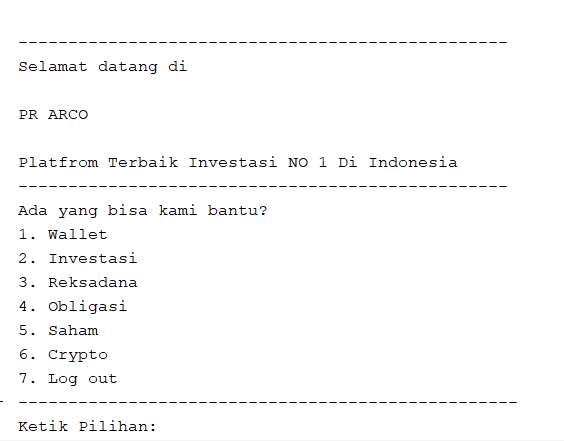 -------------------------------------------------
Selamat datang di
PR ARCO
Platfrom Terbaik Investasi NO 1 Di Indonesia
-------------------------------------------------
Ada yang bisa kami bantu?
1. Wallet
2. Investasi
3. Reksadana
4. Obligasi
5. Saham
6. Crypto
7. Log out
--------------------------------------------------
Ketik Pilihan: